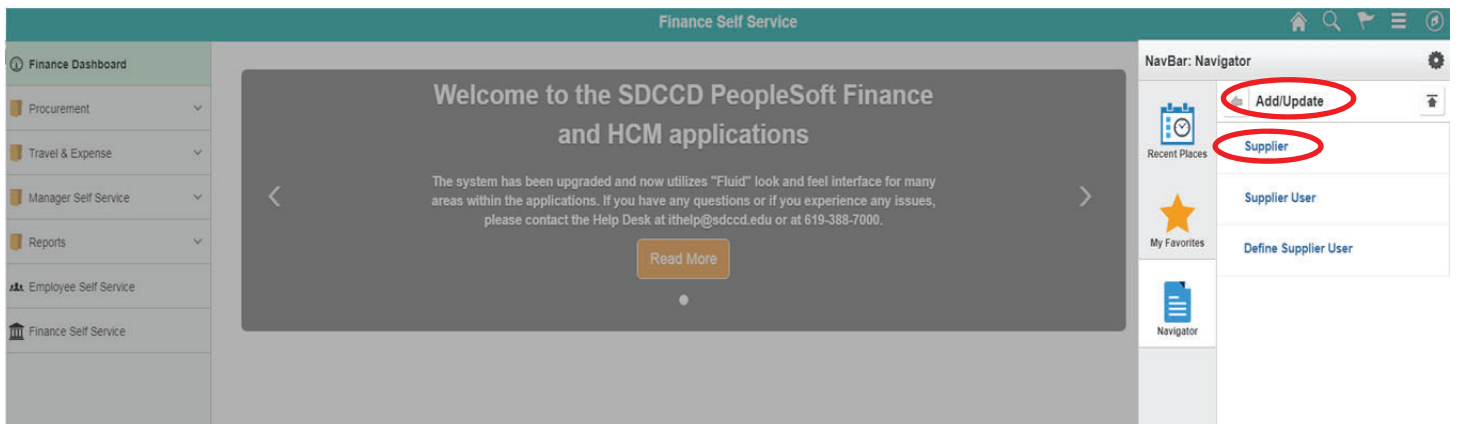 Finance Self Service
Finance Dashboard
Procurement
Travel & Expense
Manager Self Service
Reports
Employee Self Service
Finance Self Service
Welcome to the SDCCD PeopleSoft Finance
and HCM applications
The system has been upgraded and now utilizes "Fluid" look and feel interface for many
areas within the applications. If you have any questions or if you experience any issues,
please contact the Help Desk at ithelp@sdccd.edu or at 619-388-7000.
Read More
NavBar: Navigator
Recent Places
My Favorites
Navigator
Add/Update
Supplier
Supplier User
Define Supplier User